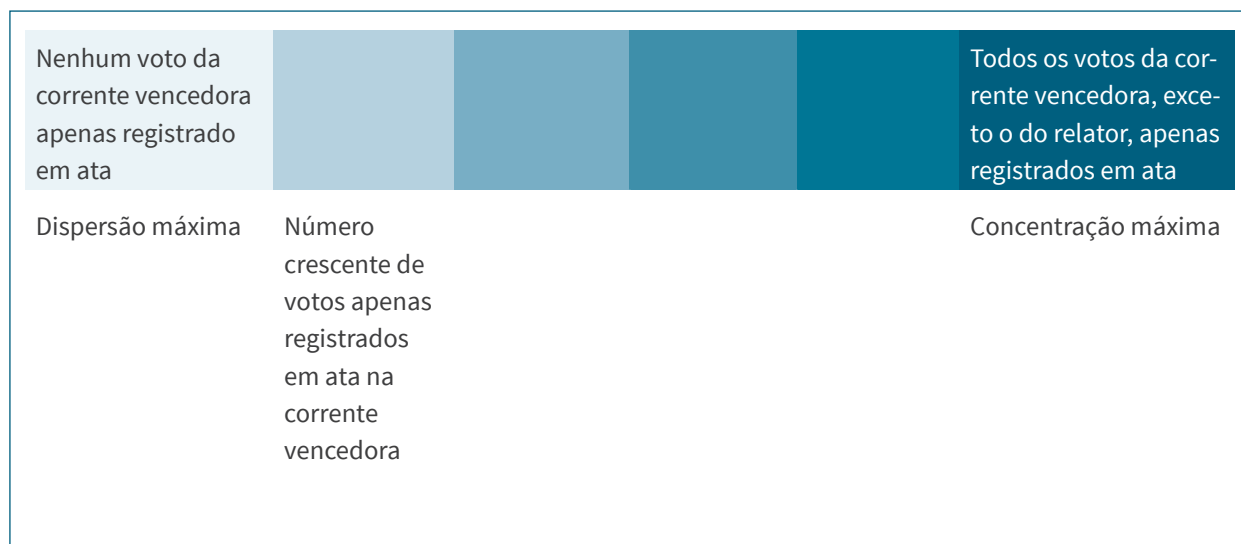 Nenhum voto da
corrente vencedora
apenas registrado
em ata
Todos os votos da cor-
rente vencedora, exce-
to o do relator, apenas
registrados em ata
Dispersão máxima
Número
crescente de
votos apenas
registrados
em ata na
corrente
vencedora
Concentração máxima